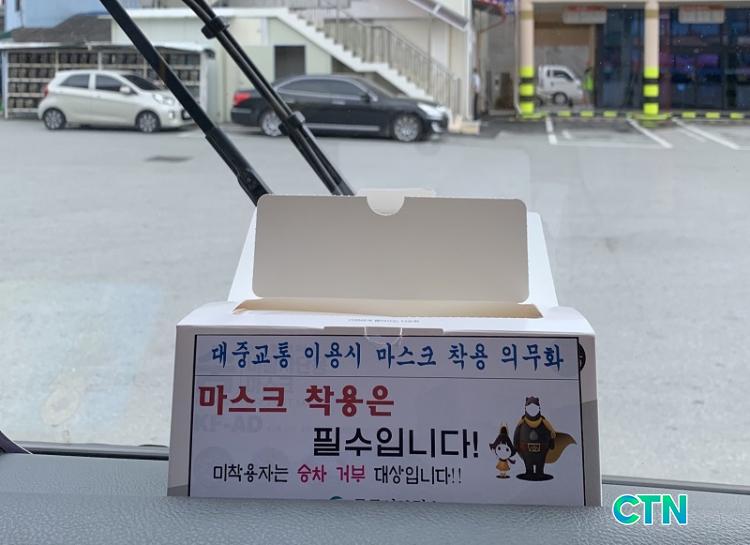 대중교통 이용시 마스크 착용 의무화
마스크 착용은
필수입니다!
미착용자는 승차 거부 대상입니다!!
CTN